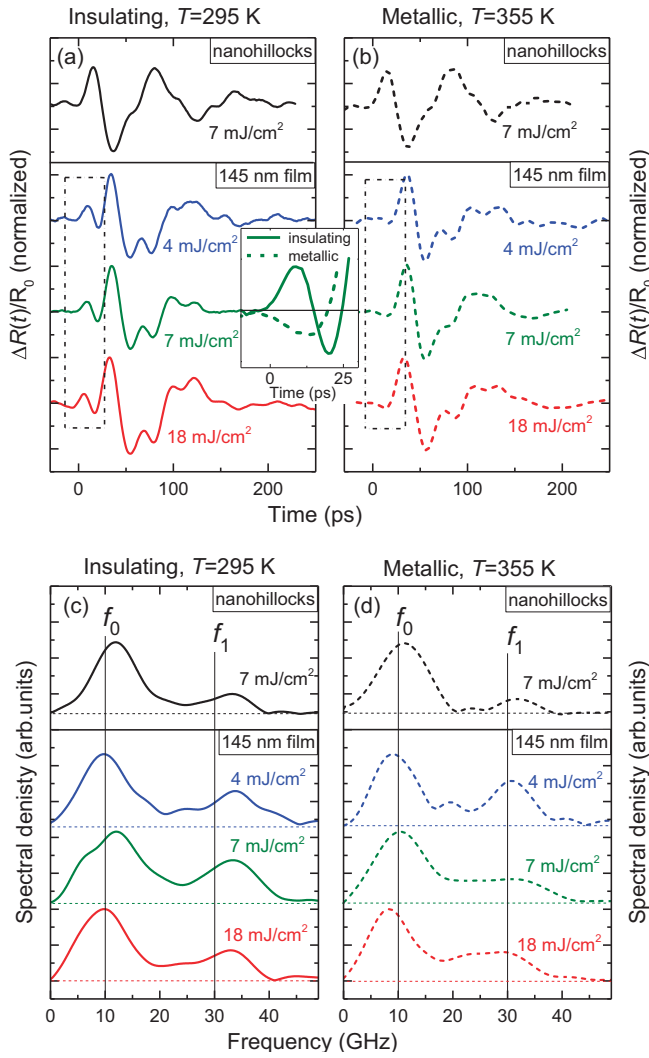 Insulating, T=295 K
Metallic, T=355 K
(a)
nanohillocks
7 mJ/cm²
145 nm film
4 mJ/cm²
7 mJ/cm²
18 mJ/cm²
(b)
nanohillocks
7 mJ/cm²
145 nm film
4 mJ/cm²
7 mJ/cm²
18 mJ/cm²
insulating
metallic
0 25
Time (ps)
ΔR(t)/R₀ (normalized)
ΔR(t)/R₀ (normalized)
0 100 200
0 100 200
Time (ps)
Time (ps)
Insulating, T=295 K
Metallic, T=355 K
(c)
nanohillocks
f₀
f₁
7 mJ/cm²
145 nm film
4 mJ/cm²
7 mJ/cm²
18 mJ/cm²
(d)
nanohillocks
f₀
f₁
7 mJ/cm²
145 nm film
4 mJ/cm²
7 mJ/cm²
18 mJ/cm²
Spectral denisty (arb.units)
Spectral denisty (arb.units)
0 10 20 30 40
0 10 20 30 40
Frequency (GHz)
Frequency (GHz)